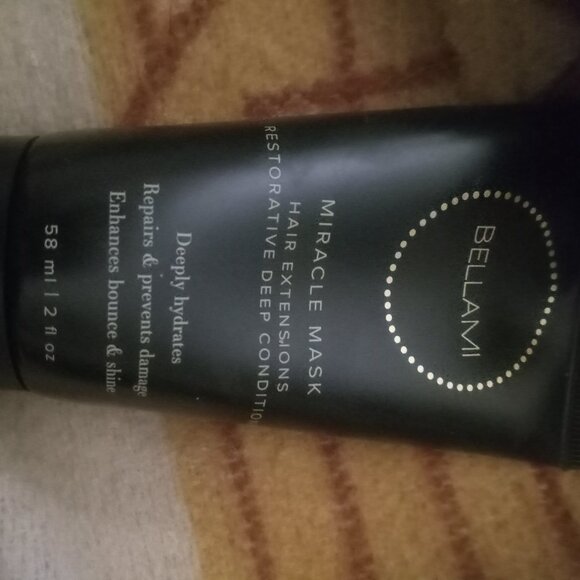 BELLAMI
MIRACLE MASK
HAIR EXTENSIONS
RESTORATIVE DEEP
Deeply hydrates
Repairs & prevents damage
Enhances bounce & shine
58 ml | 2 fl oz